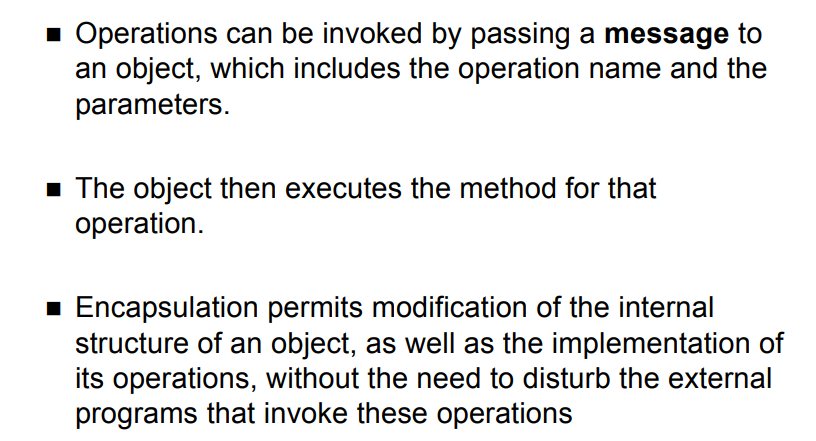 ■ Operations can be invoked by passing a message to
an object, which includes the operation name and the
parameters.
■ The object then executes the method for that
operation.
■ Encapsulation permits modification of the internal
structure of an object, as well as the implementation of
its operations, without the need to disturb the external
programs that invoke these operations